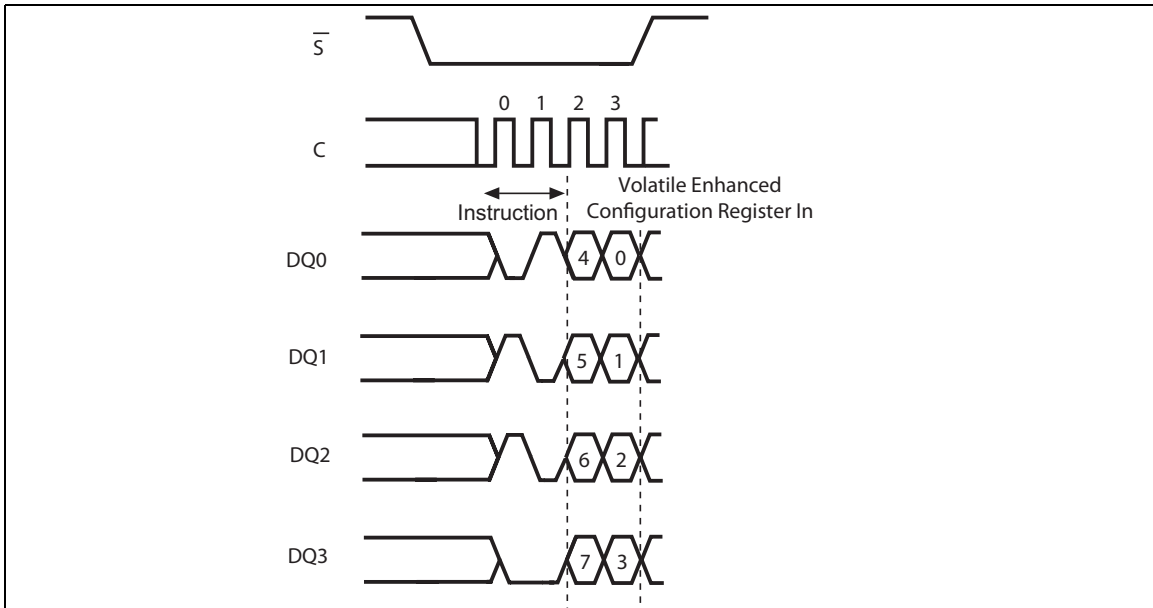 S
0 1 2 3
C
Volatile Enhanced
Instruction Configuration Register In
DQ0 4 0
DQ1 5 1
DQ2 6 2
DQ3 7 3